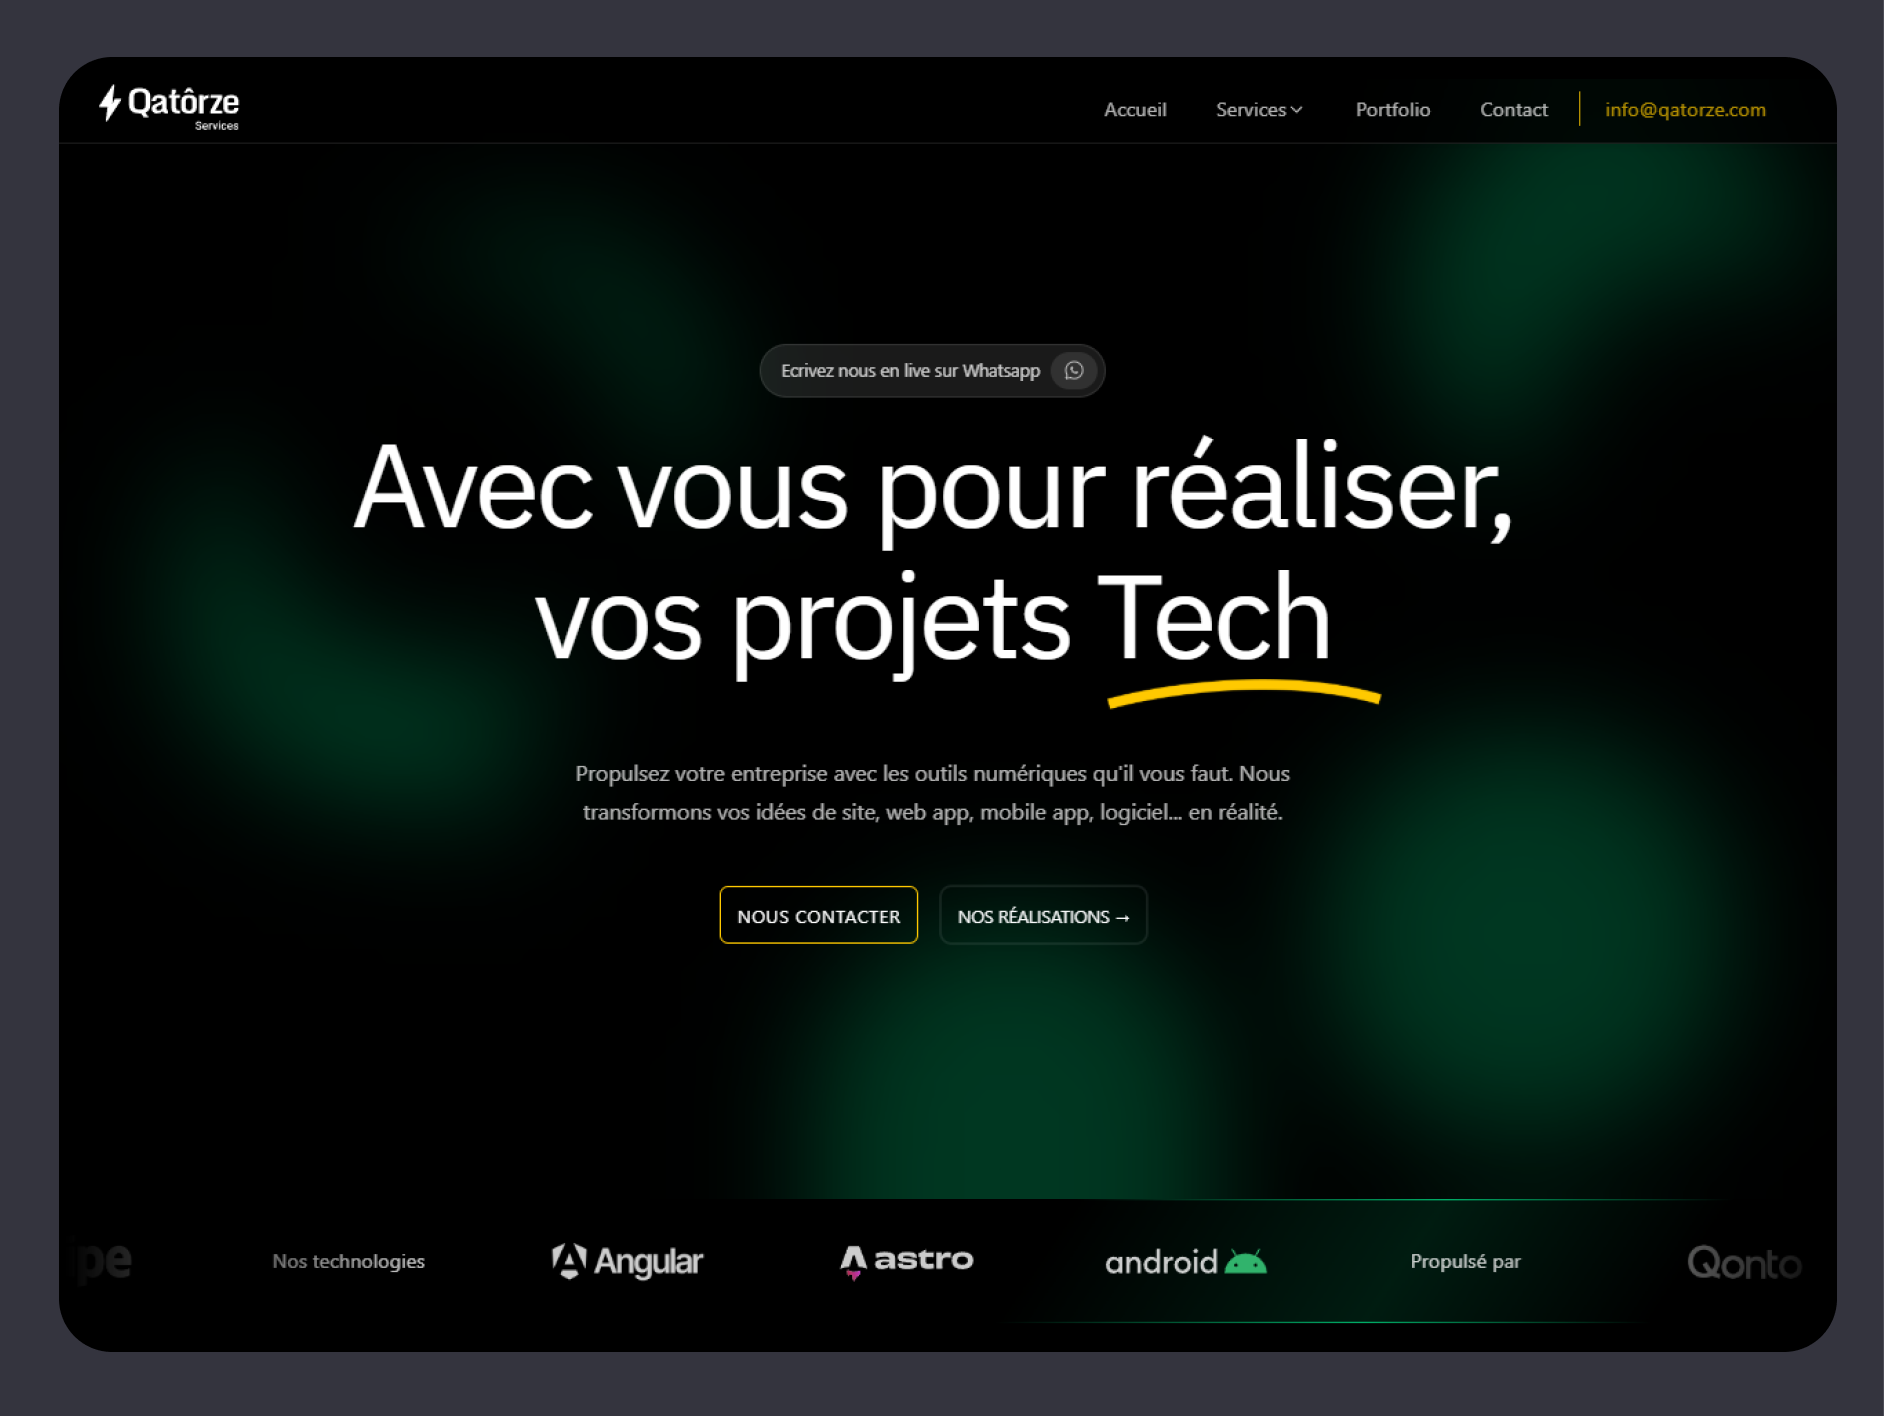 Qatôrze
Services
Accueil
Services
Portfolio
Contact
info@qatorze.com
Ecrivez nous en live sur Whatsapp
Avec vous pour réaliser,
vos projets Tech
Propulsez votre entreprise avec les outils numériques qu'il vous faut. Nous
transformons vos idées de site, web app, mobile app, logiciel... en réalité.
NOUS CONTACTER
NOS RÉALISATIONS →
ipe
Nos technologies
Angular
astro
android
Propulsé par
Qonto